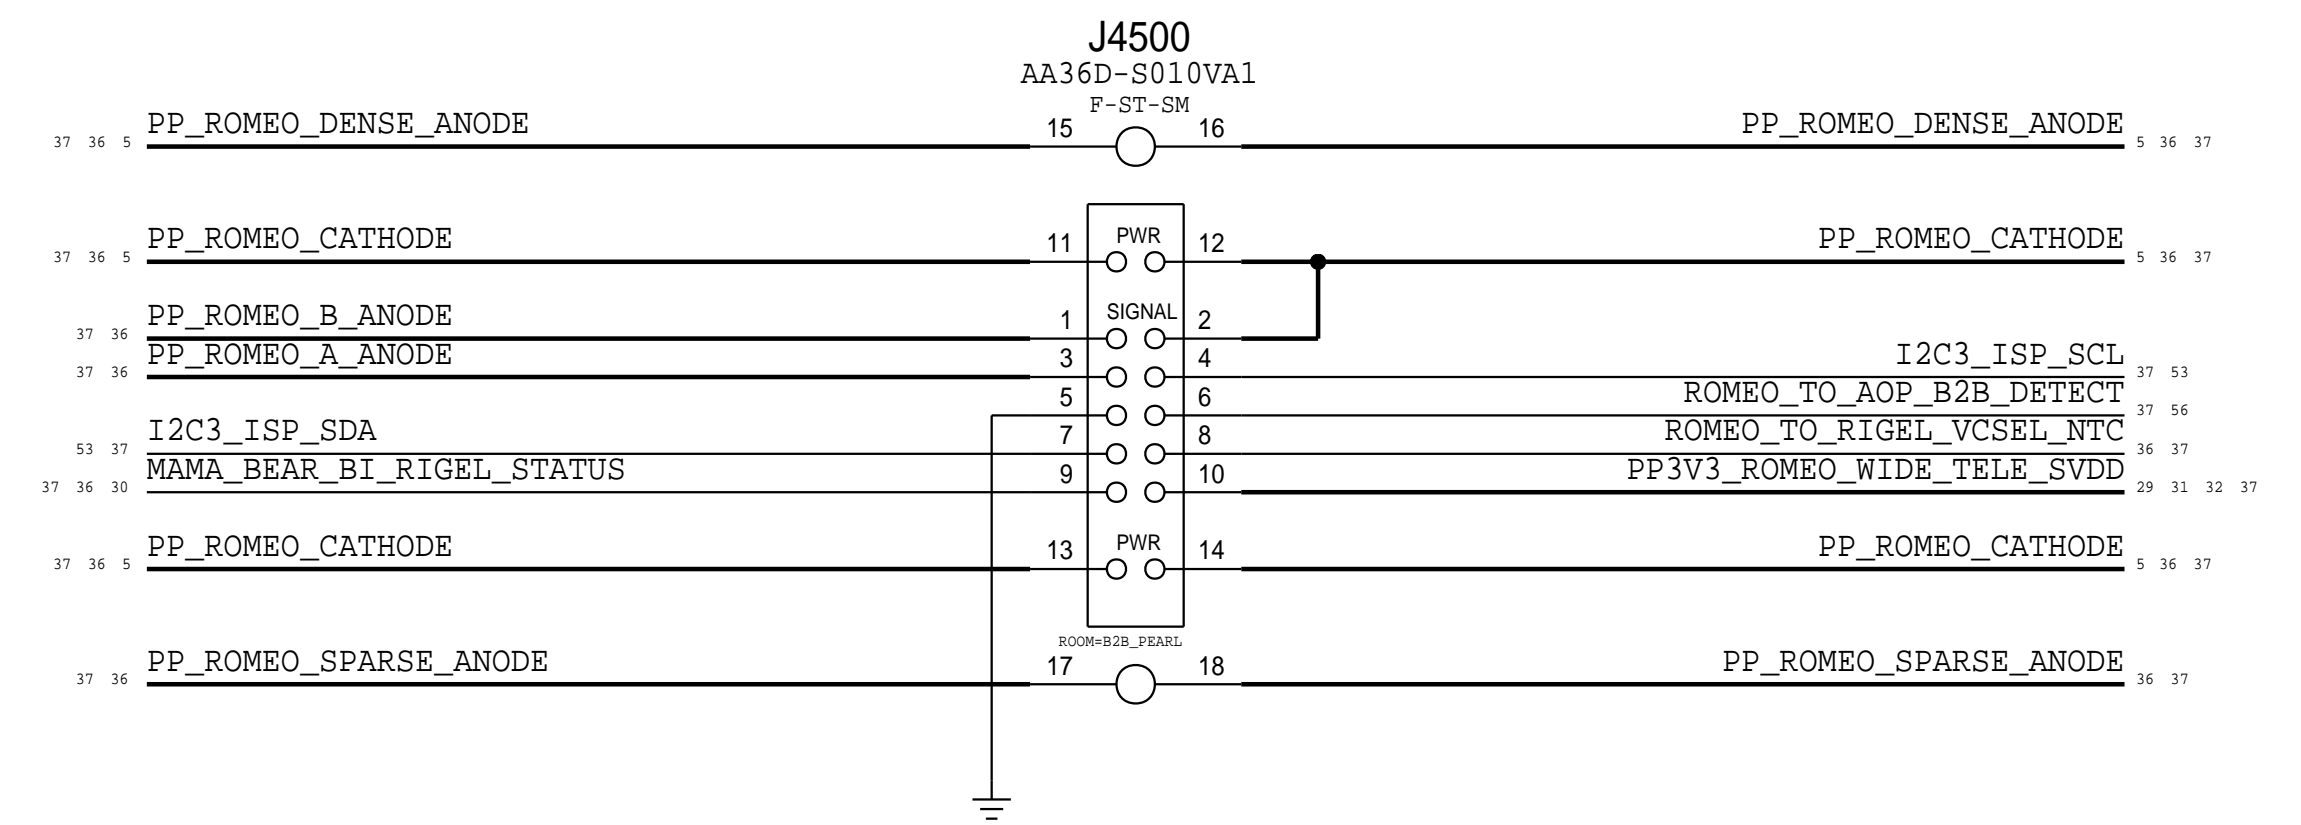 J4500
AA36D-S010VA1
F-ST-SM
37 36 5 PP_ROMEO_DENSE_ANODE 15 16 PP_ROMEO_DENSE_ANODE 5 36 37
PWR
37 36 5 PP_ROMEO_CATHODE 11 12 PP_ROMEO_CATHODE 5 36 37
SIGNAL
37 36 PP_ROMEO_B_ANODE 1 2
37 36 PP_ROMEO_A_ANODE 3 4 I2C3_ISP_SCL 37 53
5 6 ROMEO_TO_AOP_B2B_DETECT 37 56
53 37 I2C3_ISP_SDA 7 8 ROMEO_TO_RIGEL_VCSEL_NTC 36 37
37 36 30 MAMA_BEAR_BI_RIGEL_STATUS 9 10 PP3V3_ROMEO_WIDE_TELE_SVDD 29 31 32 37
PWR
37 36 5 PP_ROMEO_CATHODE 13 14 PP_ROMEO_CATHODE 5 36 37
ROOM=B2B_PEARL
37 36 PP_ROMEO_SPARSE_ANODE 17 18 PP_ROMEO_SPARSE_ANODE 36 37